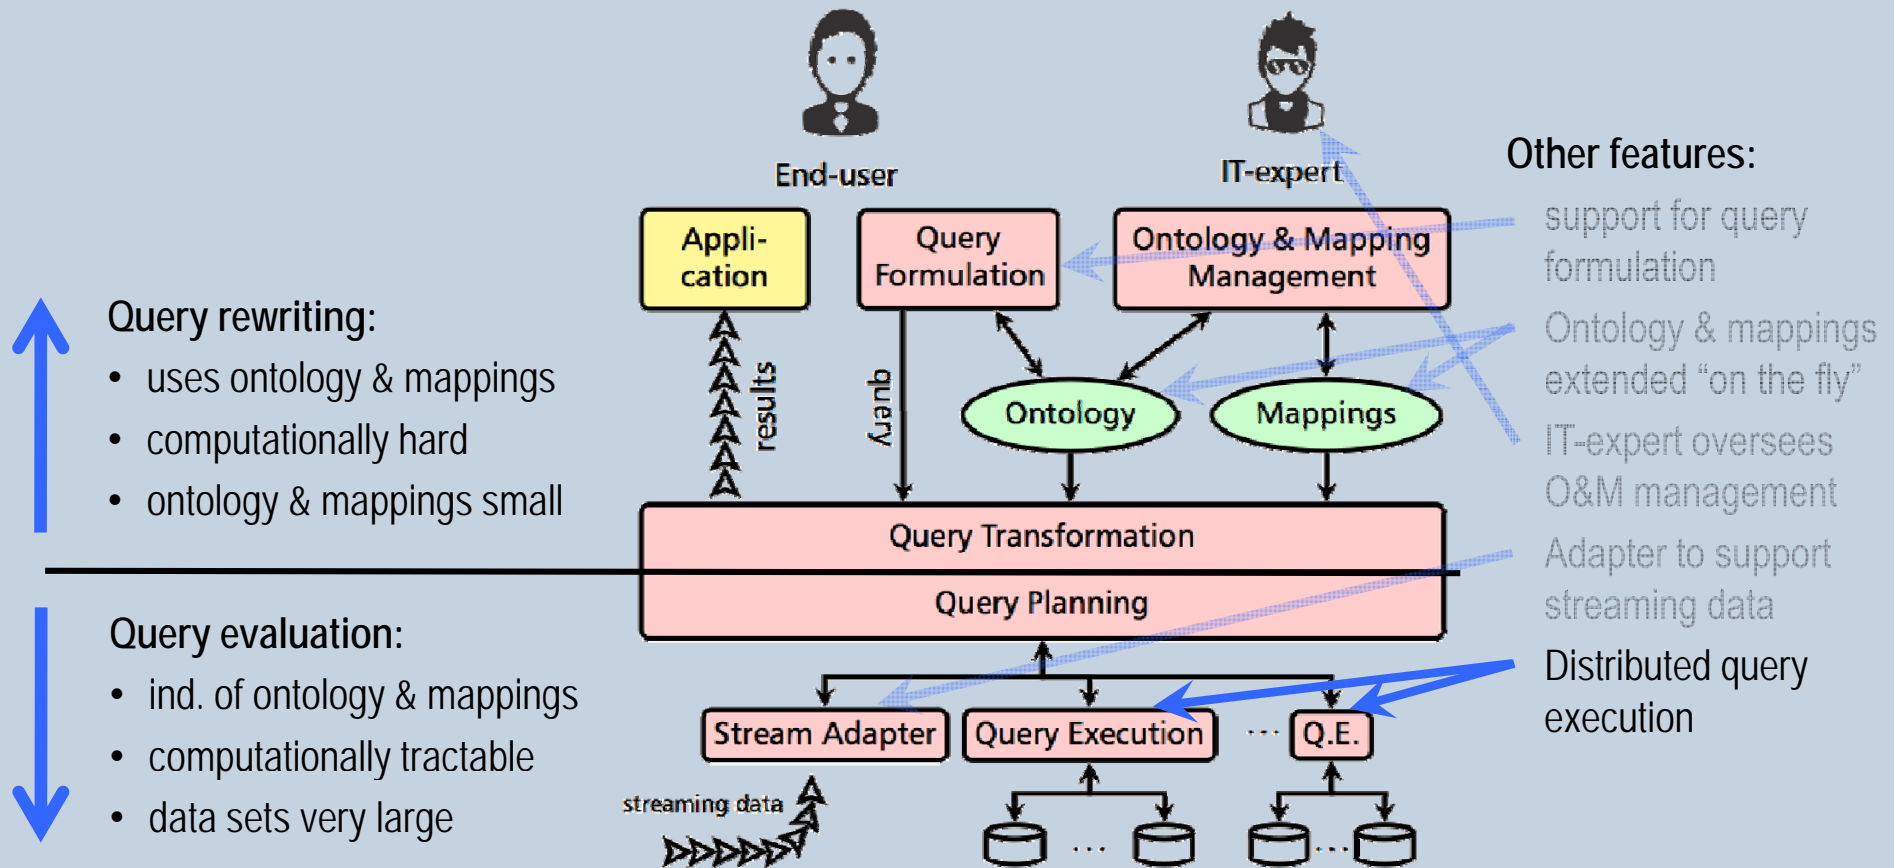 End-user
IT-expert
Other features:
support for query
formulation
Ontology & mappings
extended “on the fly”
IT-expert oversees
O&M management
Adapter to support
streaming data
Distributed query
execution
Appli-
cation
Query
Formulation
Ontology & Mapping
Management
Query rewriting:
• uses ontology & mappings
• computationally hard
• ontology & mappings small
results
query
Ontology
Mappings
Query Transformation
Query Planning
Query evaluation:
• ind. of ontology & mappings
• computationally tractable
• data sets very large
Stream Adapter
Query Execution
...
Q.E.
streaming data
...
...